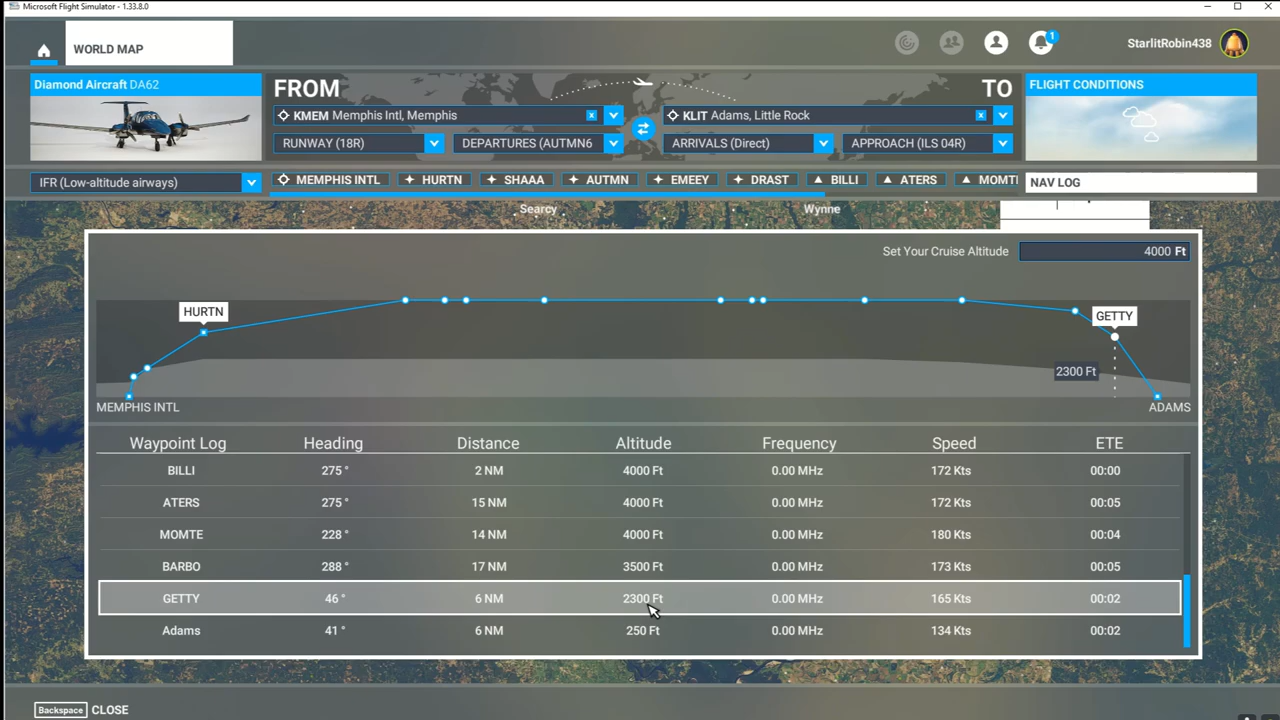 Microsoft Flight Simulator - 1.33.8.0
WORLD MAP
1
StarlitRobin438
Diamond Aircraft DA62
FROM
TO
FLIGHT CONDITIONS
KMEM Memphis Intl, Memphis
x
KLIT Adams, Little Rock
x
RUNWAY (18R)
DEPARTURES (AUTMN6
ARRIVALS (Direct)
APPROACH (ILS 04R)
IFR (Low-altitude airways)
MEMPHIS INTL
HURTN
SHAAA
AUTMN
EMEEY
DRAST
BILLI
ATERS
MOMTI
NAV LOG
Searcy
Wynne
Set Your Cruise Altitude
4000 Ft
HURTN
GETTY
2300 Ft
MEMPHIS INTL
ADAMS
Waypoint Log Heading Distance Altitude Frequency Speed ETE
BILLI 275° 2 NM 4000 Ft 0.00 MHz 172 Kts 00:00
ATERS 275° 15 NM 4000 Ft 0.00 MHz 172 Kts 00:05
MOMTE 228° 14 NM 4000 Ft 0.00 MHz 180 Kts 00:04
BARBO 288° 17 NM 3500 Ft 0.00 MHz 173 Kts 00:05
GETTY 46° 6 NM 2300 Ft 0.00 MHz 165 Kts 00:02
Adams 41° 6 NM 250 Ft 0.00 MHz 134 Kts 00:02
Backspace CLOSE